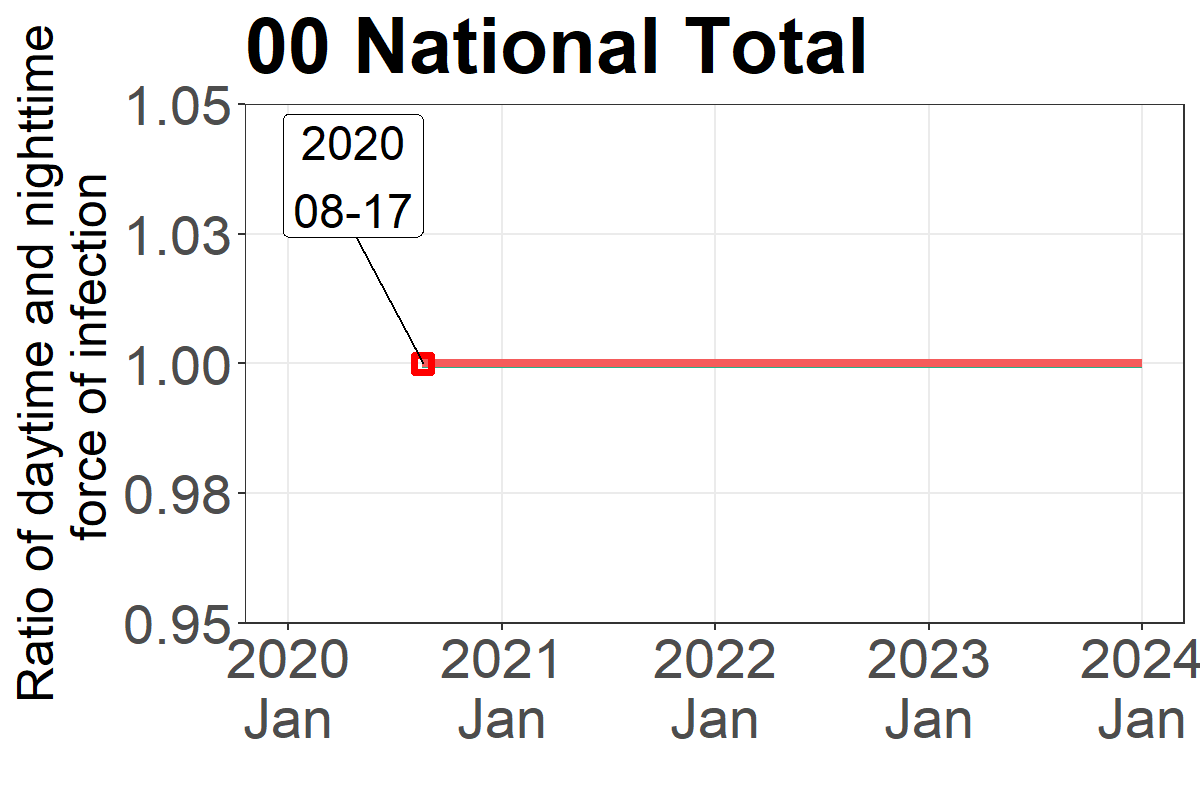 00 National Total
Ratio of daytime and nighttime
force of infection
1.05
1.03
1.00
0.98
0.95
2020
08-17
2020
Jan
2021
Jan
2022
Jan
2023
Jan
2024
Jan